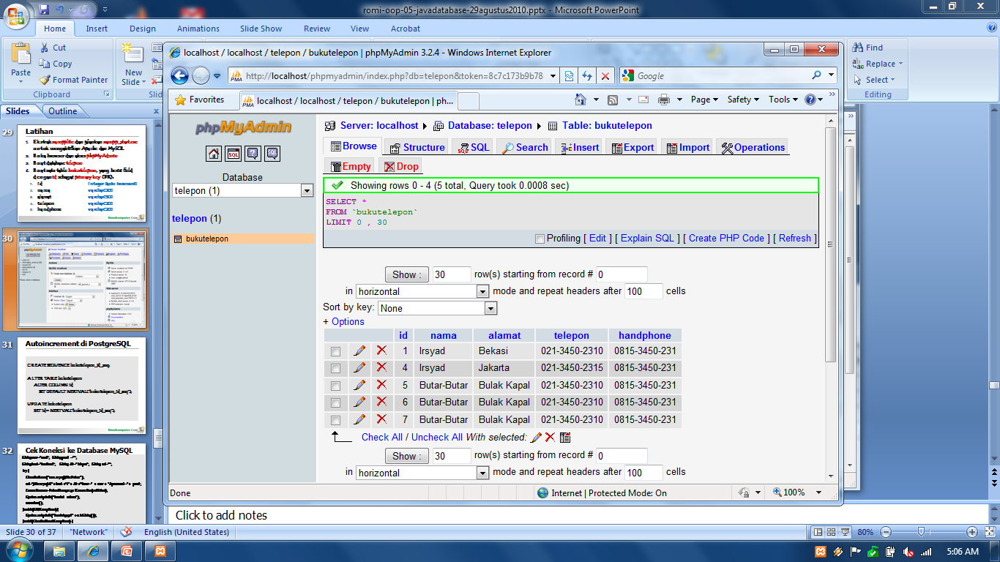 romi-oop-05-javadatabase-29agustus2010.pptx - Microsoft PowerPoint
Home Insert Design Animations Slide Show Review View Acrobat
Paste
Cut
Copy
Format Painter
Clipboard
New
Slide
Find
Replace
Select
Editing
Slides Outline
29
Latihan
30
31
Autoincrement di PostgreSQL
32
Cek Koneksi ke Database MySQL
localhost / localhost / telepon / bukutelepon | phpMyAdmin 3.2.4 - Windows Internet Explorer
http://localhost/phpmyadmin/index.php?db=telepon&token=8c7c173b9b78
Google
Favorites
localhost / localhost / telepon / bukutelepon | ph...
Page Safety Tools
phpMyAdmin
Database
telepon (1)
telepon (1)
bukutelepon
Server: localhost Database: telepon Table: bukutelepon
Browse Structure SQL Search Insert Export Import Operations
Empty Drop
Showing rows 0 - 4 (5 total, Query took 0.0008 sec)
SELECT *
FROM `bukutelepon`
LIMIT 0 , 30
Profiling [ Edit ] [ Explain SQL ] [ Create PHP Code ] [ Refresh ]
Show : 30 row(s) starting from record # 0
in horizontal mode and repeat headers after 100 cells
Sort by key: None
+ Options
id nama alamat telepon handphone
1 Irsyad Bekasi 021-3450-2310 0815-3450-231
4 Irsyad Jakarta 021-3450-2315 0815-3450-231
5 Butar-Butar Bulak Kapal 021-3450-2310 0815-3450-231
6 Butar-Butar Bulak Kapal 021-3450-2310 0815-3450-231
7 Butar-Butar Bulak Kapal 021-3450-2310 0815-3450-231
Check All / Uncheck All With selected:
Show : 30 row(s) starting from record # 0
in horizontal mode and repeat headers after 100 cells
Done
Internet | Protected Mode: On
100%
Click to add notes
Slide 30 of 37 "Network" English (United States)
80%
5:06 AM